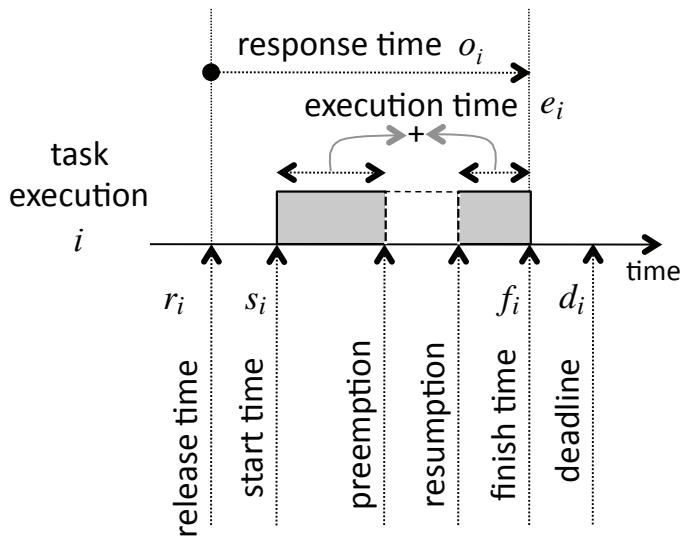 response time o_i
execution time e_i
+
task
execution
i
time
r_i
s_i
f_i
d_i
release time
start time
preemption
resumption
finish time
deadline